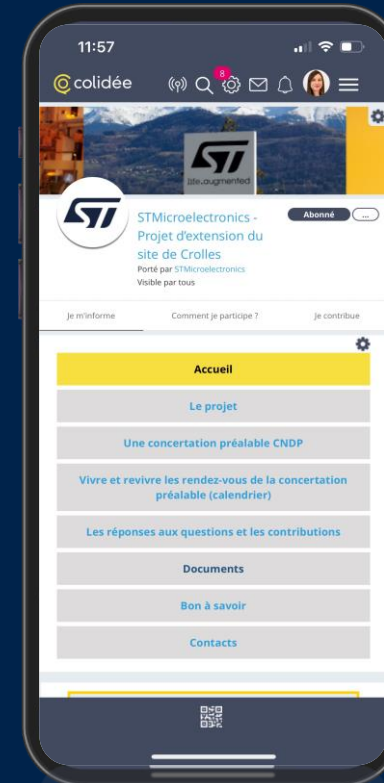 11:57
colidée
8
ST
life.augmented
ST
STMicroelectronics -
Projet d'extension du
site de Crolles
Abonné
...
Porté par STMicroelectronics
Visible par tous
Je m'informe
Comment je participe ?
Je contribue
Accueil
Le projet
Une concertation préalable CNDP
Vivre et revivre les rendez-vous de la concertation
préalable (calendrier)
Les réponses aux questions et les contributions
Documents
Bon à savoir
Contacts